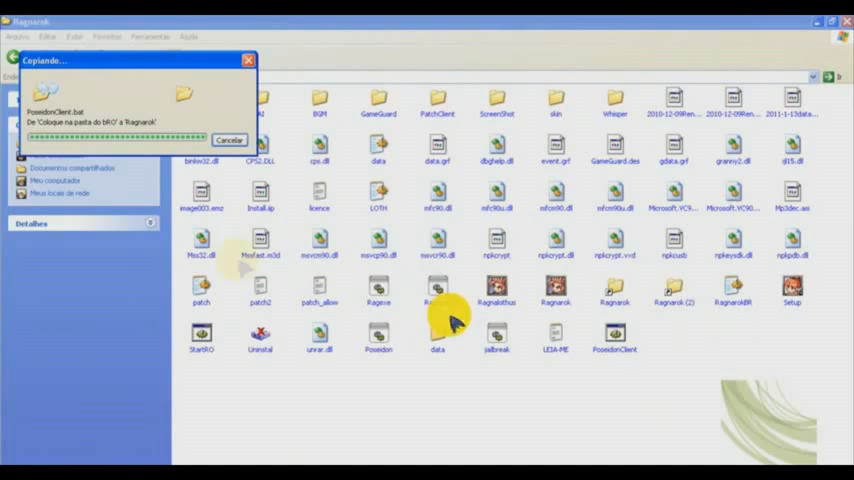 Ragnarok
Arquivo Editar Exibir Favoritos Ferramentas Ajuda
Copiando...
PoseidonClient.bat
De 'Coloque na pasta do bRO' a 'Ragnarok'
Cancelar
Ir
BGM GameGuard PatchClient ScreenShot skin Whisper 2010-12-09Ren... 2010-12-09Ren... 2011-1-13data...
binkw32.dll CPS2.DLL cps.dll data data.grf dbghelp.dll event.grf GameGuard.des gdata.grf granny2.dll ijl15.dll
Documentos compartilhados
Meu computador
Meus locais de rede
image003.emz Install.ip licence LOTH mfc90.dll mfc90u.dll mfcm90.dll mfcm90u.dll Microsoft.VC9... Microsoft.VC90... Mp3dec.asi
Detalhes
Mss32.dll Mssfast.m3d msvcm90.dll msvcp90.dll msvcr90.dll npkcrypt npkcrypt.dll npkcrypt.vxd npkcusb npkeysdk.dll npkpdb.dll
patch patch2 patch_allow Ragexe Ragnalothus Ragnarok Ragnarok Ragnarok (2) RagnarokBR Setup
StartRO Uninstal unrar.dll Poseidon data jailbreak LEIA-ME PoseidonClient